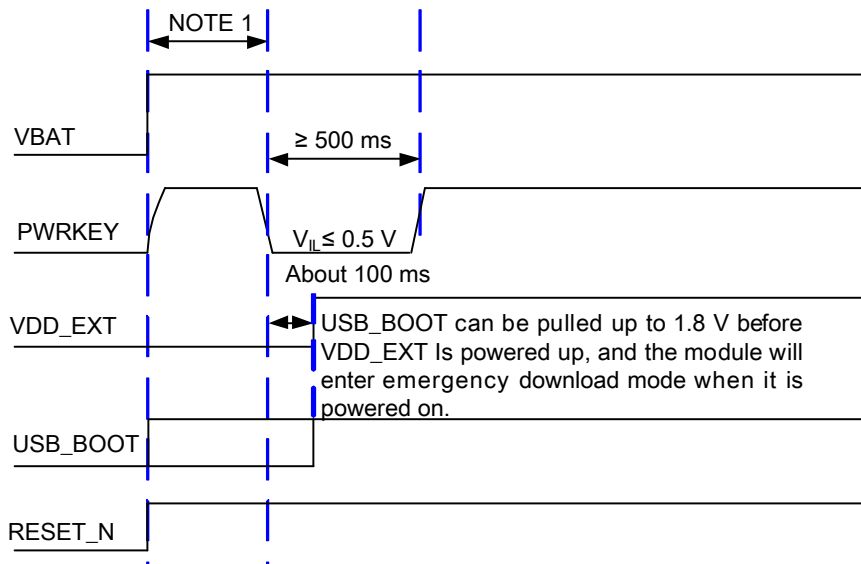 NOTE 1
VBAT
≥ 500 ms
PWRKEY
VIL≤ 0.5 V
About 100 ms
VDD_EXT
USB_BOOT can be pulled up to 1.8 V before
VDD_EXT Is powered up, and the module will
enter emergency download mode when it is
powered on.
USB_BOOT
RESET_N